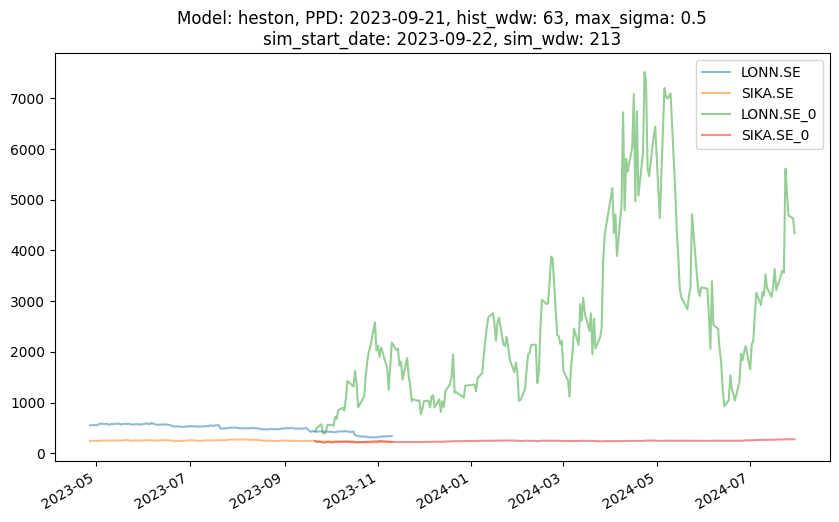 Model: heston, PPD: 2023-09-21, hist_wdw: 63, max_sigma: 0.5
sim_start_date: 2023-09-22, sim_wdw: 213
LONN.SE
SIKA.SE
LONN.SE_0
SIKA.SE_0
7000
6000
5000
4000
3000
2000
1000
0
2023-05
2023-07
2023-09
2023-11
2024-01
2024-03
2024-05
2024-07